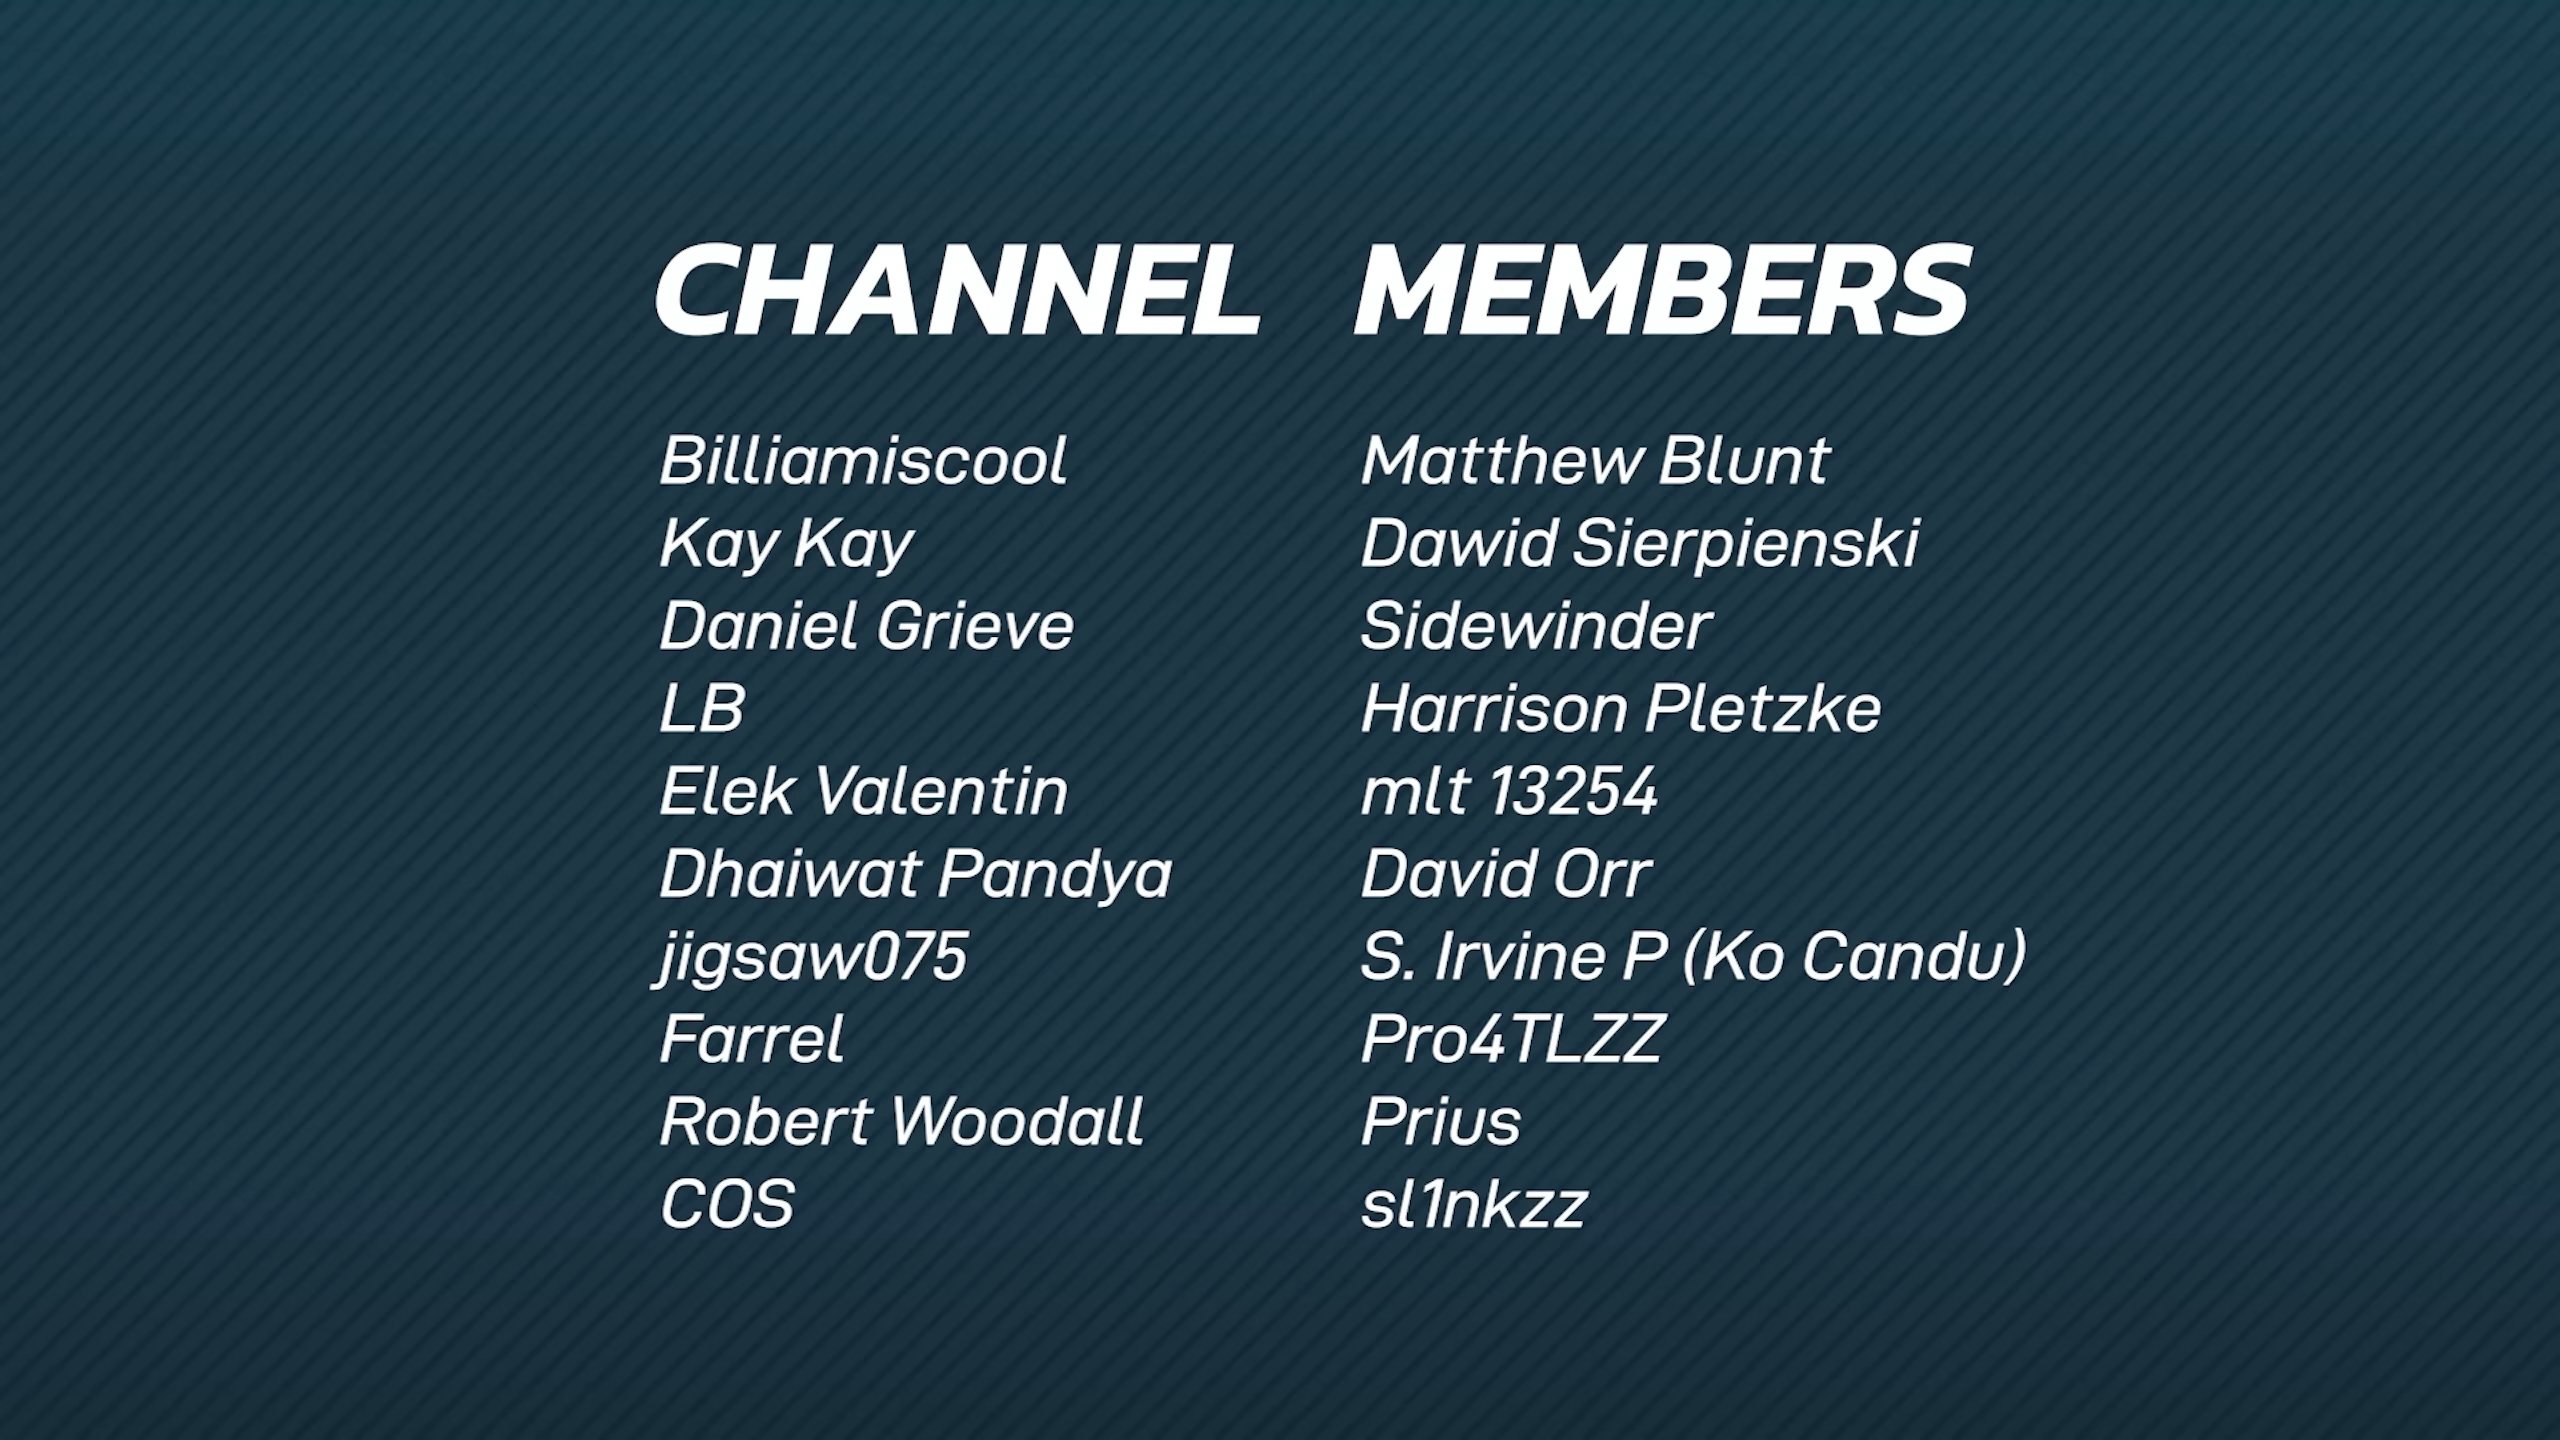 CHANNEL MEMBERS
Billiamiscool
Kay Kay
Daniel Grieve
LB
Elek Valentin
Dhaiwat Pandya
jigsaw075
Farrel
Robert Woodall
COS
Matthew Blunt
Dawid Sierpienski
Sidewinder
Harrison Pletzke
mlt 13254
David Orr
S. Irvine P (Ko Candu)
Pro4TLZZ
Prius
sl1nkzz